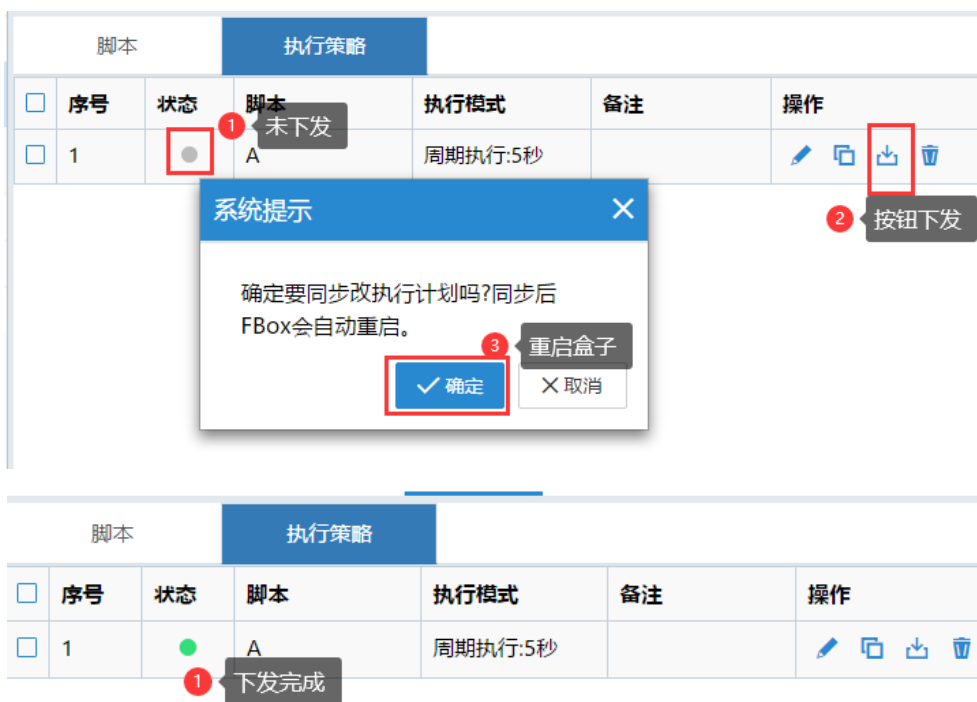 脚本 执行策略
序号 状态 脚本 执行模式 备注 操作
1 未下发
1 A 周期执行:5秒
系统提示
2 按钮下发
确定要同步改执行计划吗?同步后
FBox会自动重启。
3 重启盒子
确定 取消
脚本 执行策略
序号 状态 脚本 执行模式 备注 操作
1 A 周期执行:5秒
1 下发完成